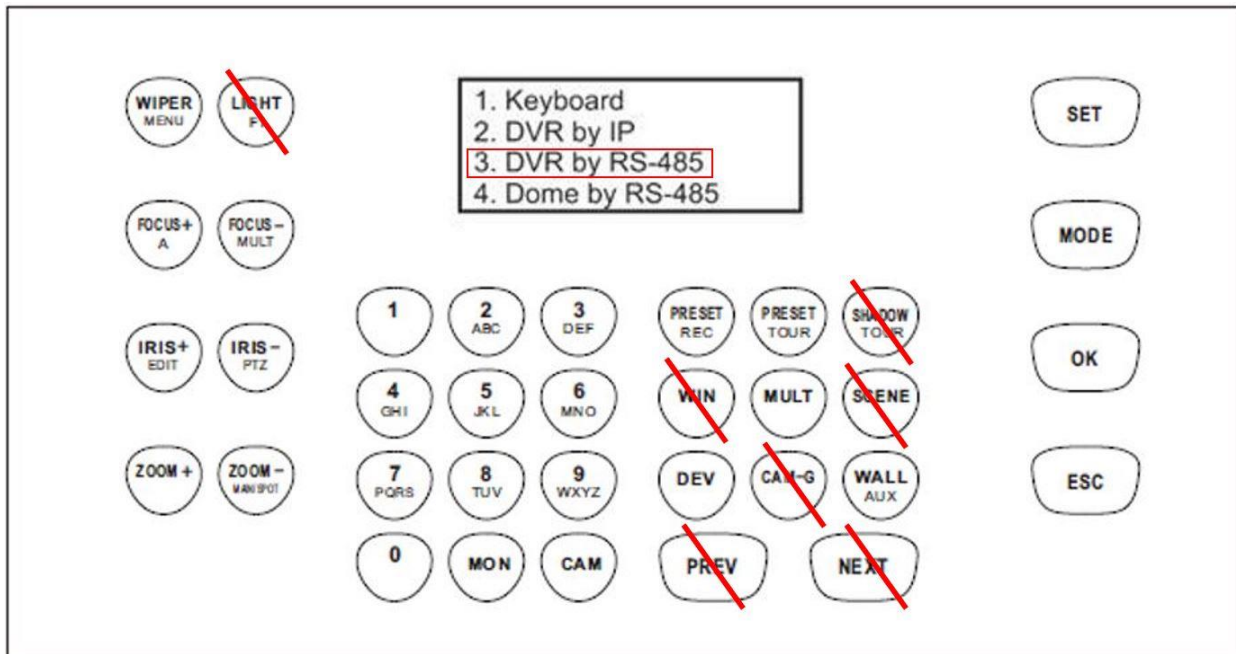 WIPER
MENU
LIGHT
F1
1. Keyboard
2. DVR by IP
3. DVR by RS-485
4. Dome by RS-485
SET
FOCUS+
A
FOCUS-
MULT
MODE
1
2
ABC
3
DEF
PRESET
REC
PRESET
TOUR
SHADOW
TOUR
IRIS+
EDIT
IRIS-
PTZ
OK
4
GHI
5
JKL
6
MNO
WIN
MULT
SCENE
ZOOM+
ZOOM-
MAIN/SPOT
7
PQRS
8
TUV
9
WXYZ
DEV
CAM-G
WALL
AUX
ESC
0
MON
CAM
PREV
NEXT